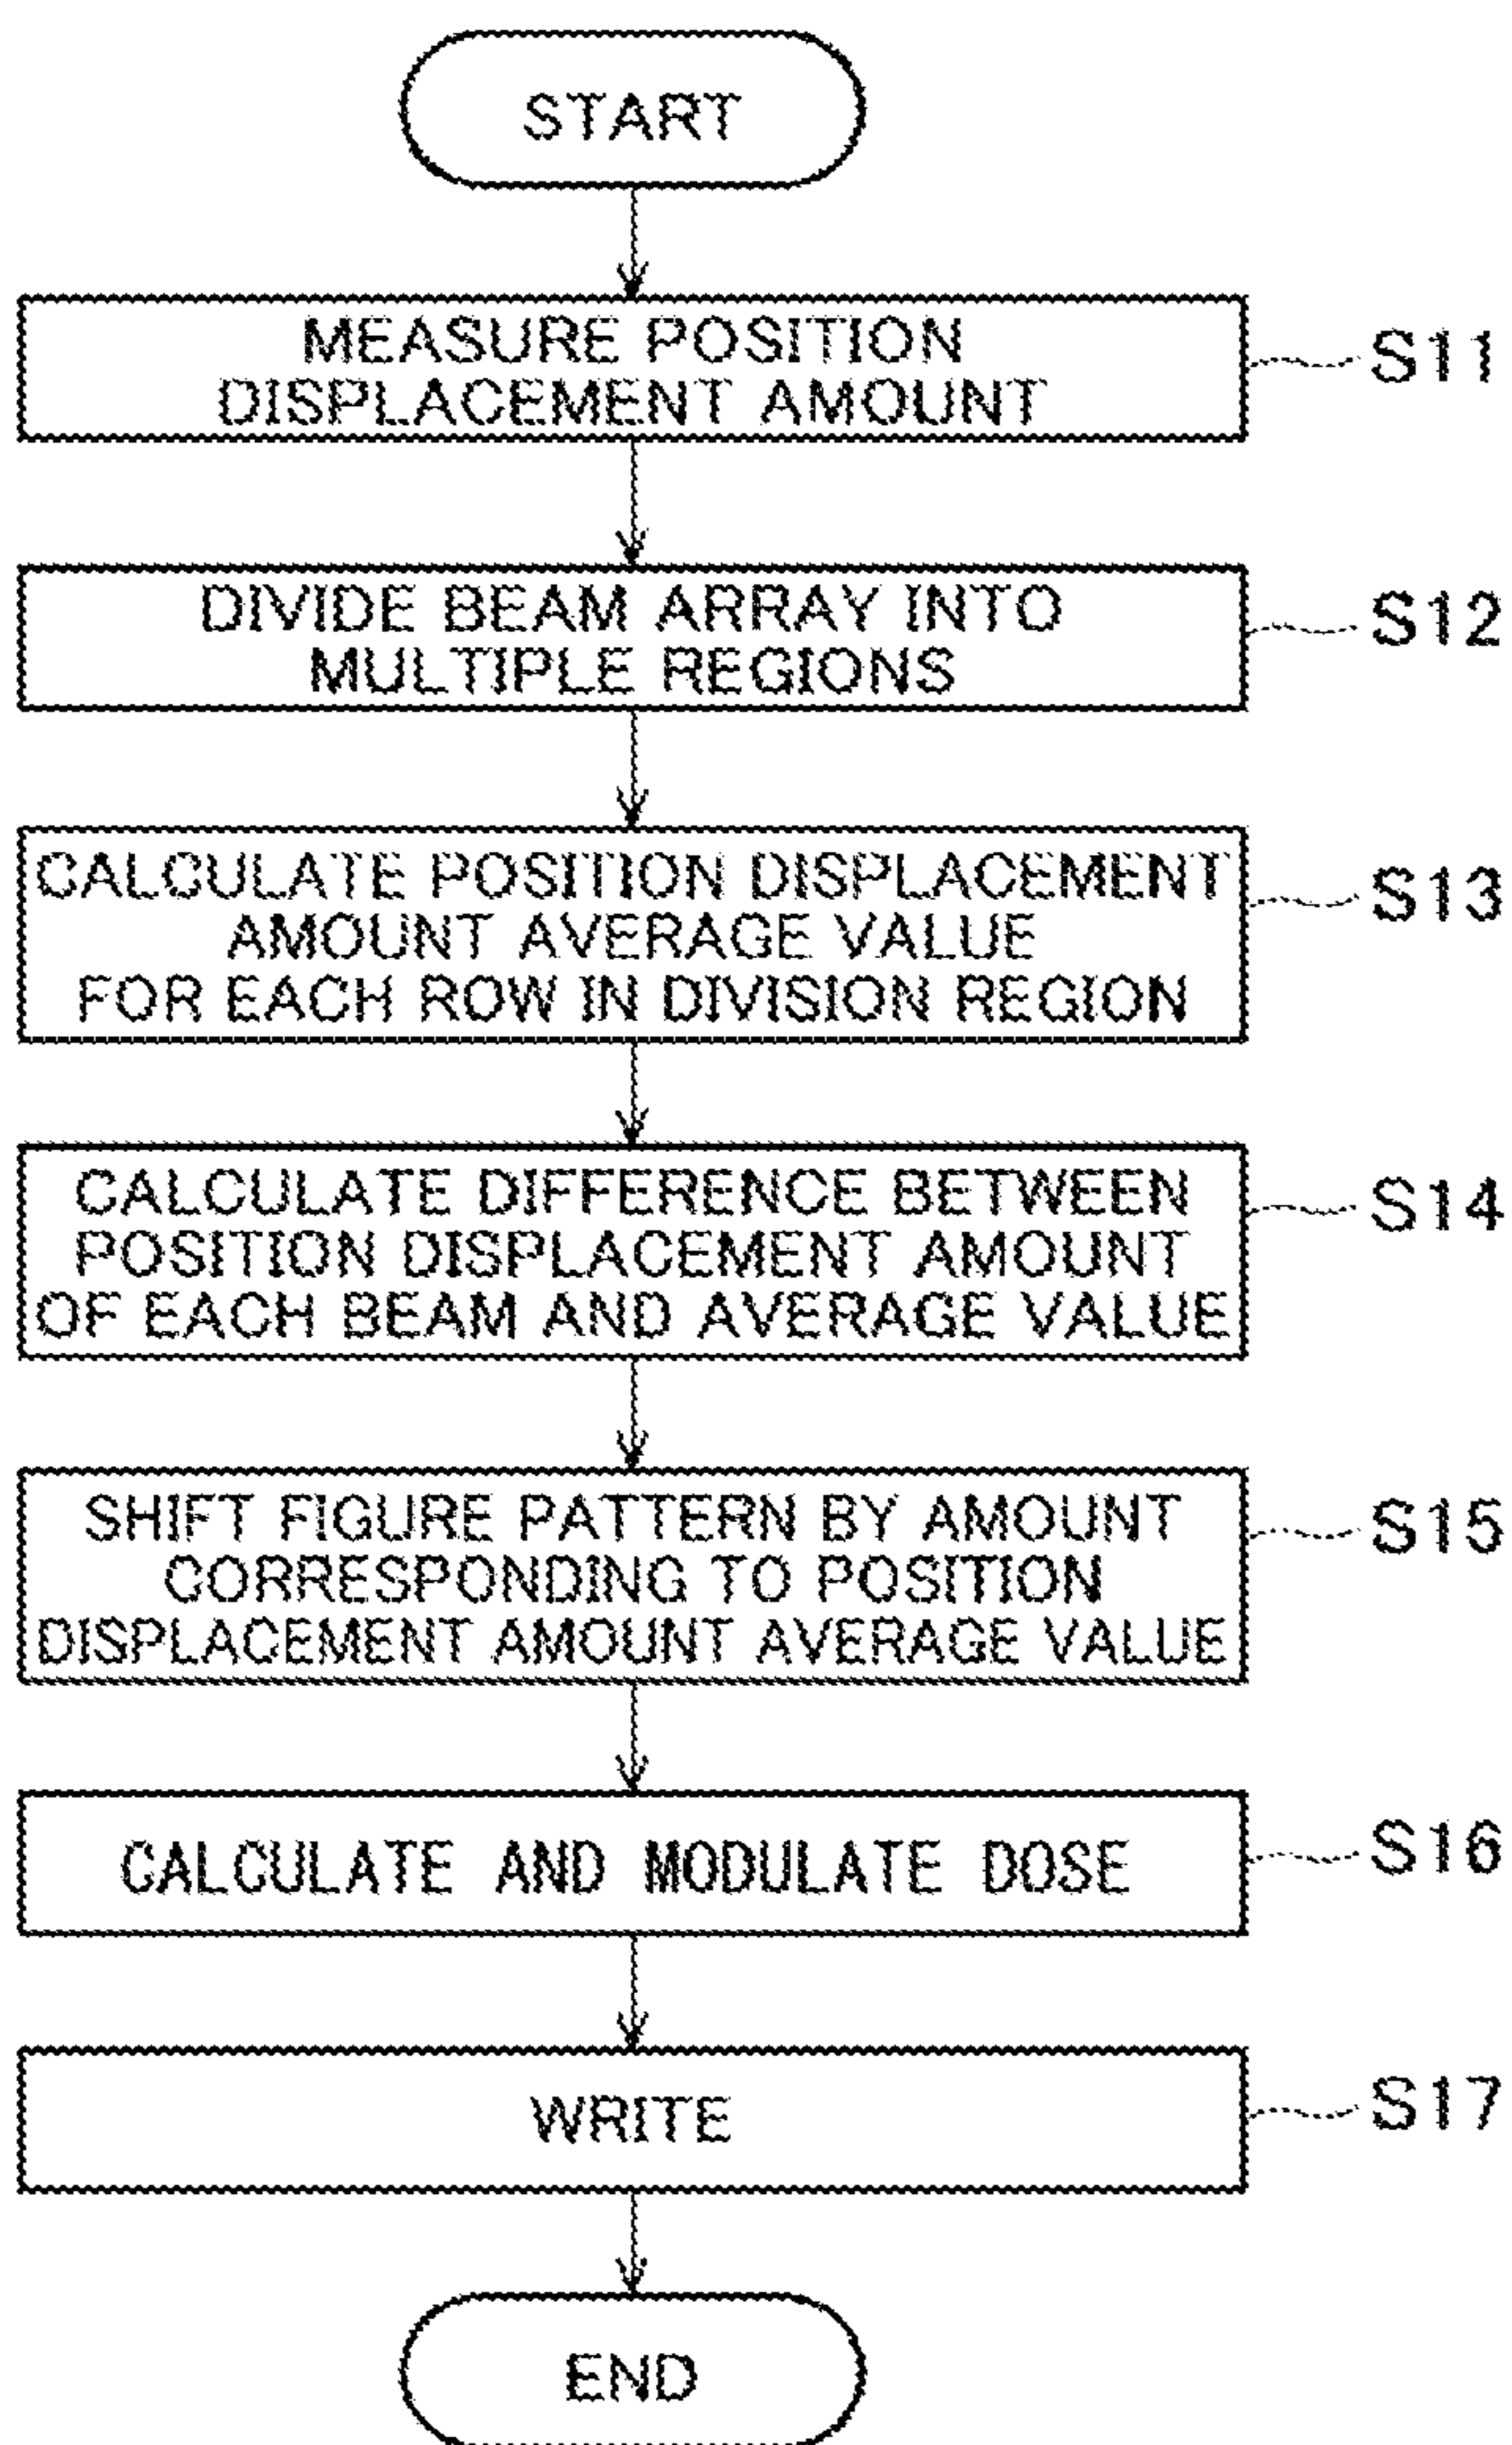 START
MEASURE POSITION
DISPLACEMENT AMOUNT
S11
DIVIDE BEAM ARRAY INTO
MULTIPLE REGIONS
S12
CALCULATE POSITION DISPLACEMENT
AMOUNT AVERAGE VALUE
FOR EACH ROW IN DIVISION REGION
S13
CALCULATE DIFFERENCE BETWEEN
POSITION DISPLACEMENT AMOUNT
OF EACH BEAM AND AVERAGE VALUE
S14
SHIFT FIGURE PATTERN BY AMOUNT
CORRESPONDING TO POSITION
DISPLACEMENT AMOUNT AVERAGE VALUE
S15
CALCULATE AND MODULATE DOSE
S16
WRITE
S17
END